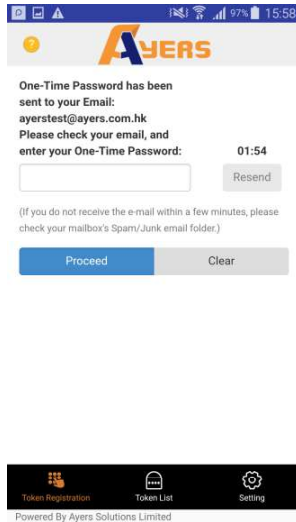 97% 15:58
AYERS
One-Time Password has been
sent to your Email:
ayerstest@ayers.com.hk
Please check your email, and
enter your One-Time Password: 01:54
Resend
(If you do not receive the e-mail within a few minutes, please
check your mailbox's Spam/Junk email folder.)
Proceed Clear
Token Registration Token List Setting
Powered By Ayers Solutions Limited